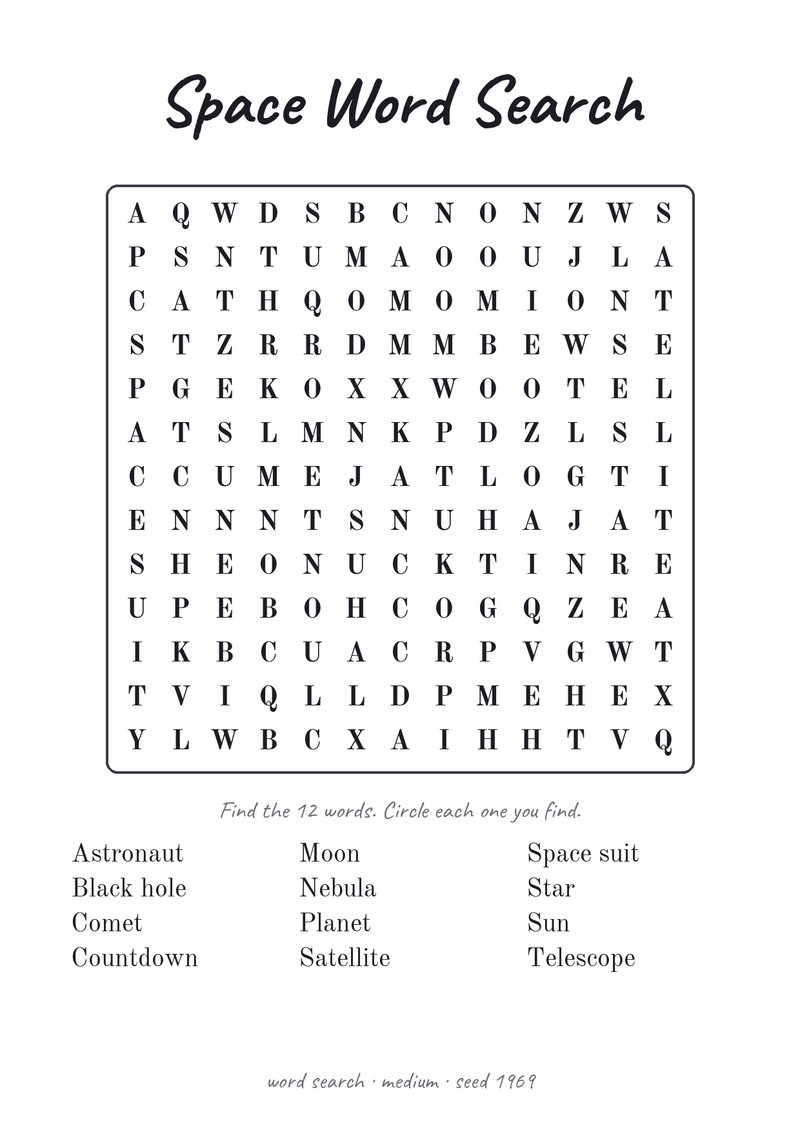 Space Word Search
A Q W D S B C N O N Z W S
P S N T U M A O O U J L A
C A T H Q O M O M I O N T
S T Z R R D M M B E W S E
P G E K O X X W O O T E L
A T S L M N K P D Z L S L
C C U M E J A T L O G T I
E N N N T S N U H A J A T
S H E O N U C K T I N R E
U P E B O H C O G Q Z E A
I K B C U A C R P V G W T
T V I Q L L D P M E H E X
Y L W B C X A I H H T V Q
Find the 12 words. Circle each one you find.
Astronaut Moon Space suit
Black hole Nebula Star
Comet Planet Sun
Countdown Satellite Telescope
word search · medium · seed 1969